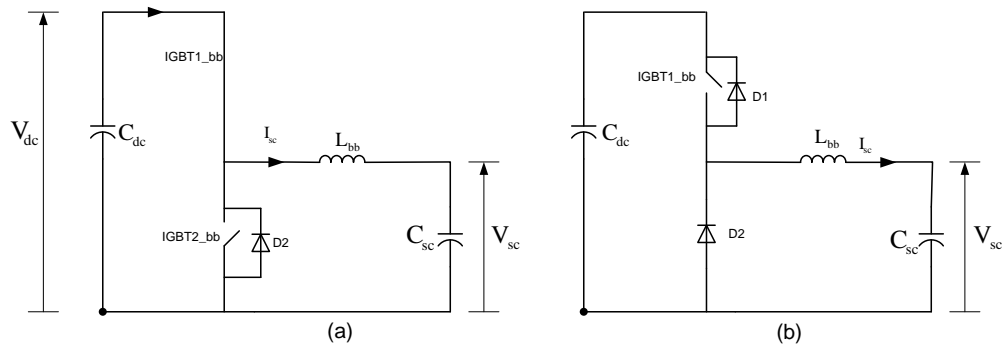 IGBT1_bb
V_dc
C_dc
I_sc
L_bb
IGBT2_bb
D2
C_sc
V_sc
(a)
IGBT1_bb
D1
C_dc
L_bb
I_sc
D2
C_sc
V_sc
(b)